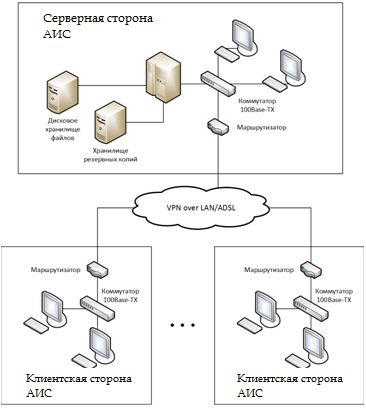 Серверная сторона
АИС
Коммутатор
100Base-TX
Дисковое
хранилище
файлов
Маршрутизатор
Хранилище
резервных копий
VPN over LAN/ADSL
Маршрутизатор
Коммутатор
100Base-TX
Клиентская сторона
АИС
...
Маршрутизатор
Коммутатор
100Base-TX
Клиентская сторона
АИС